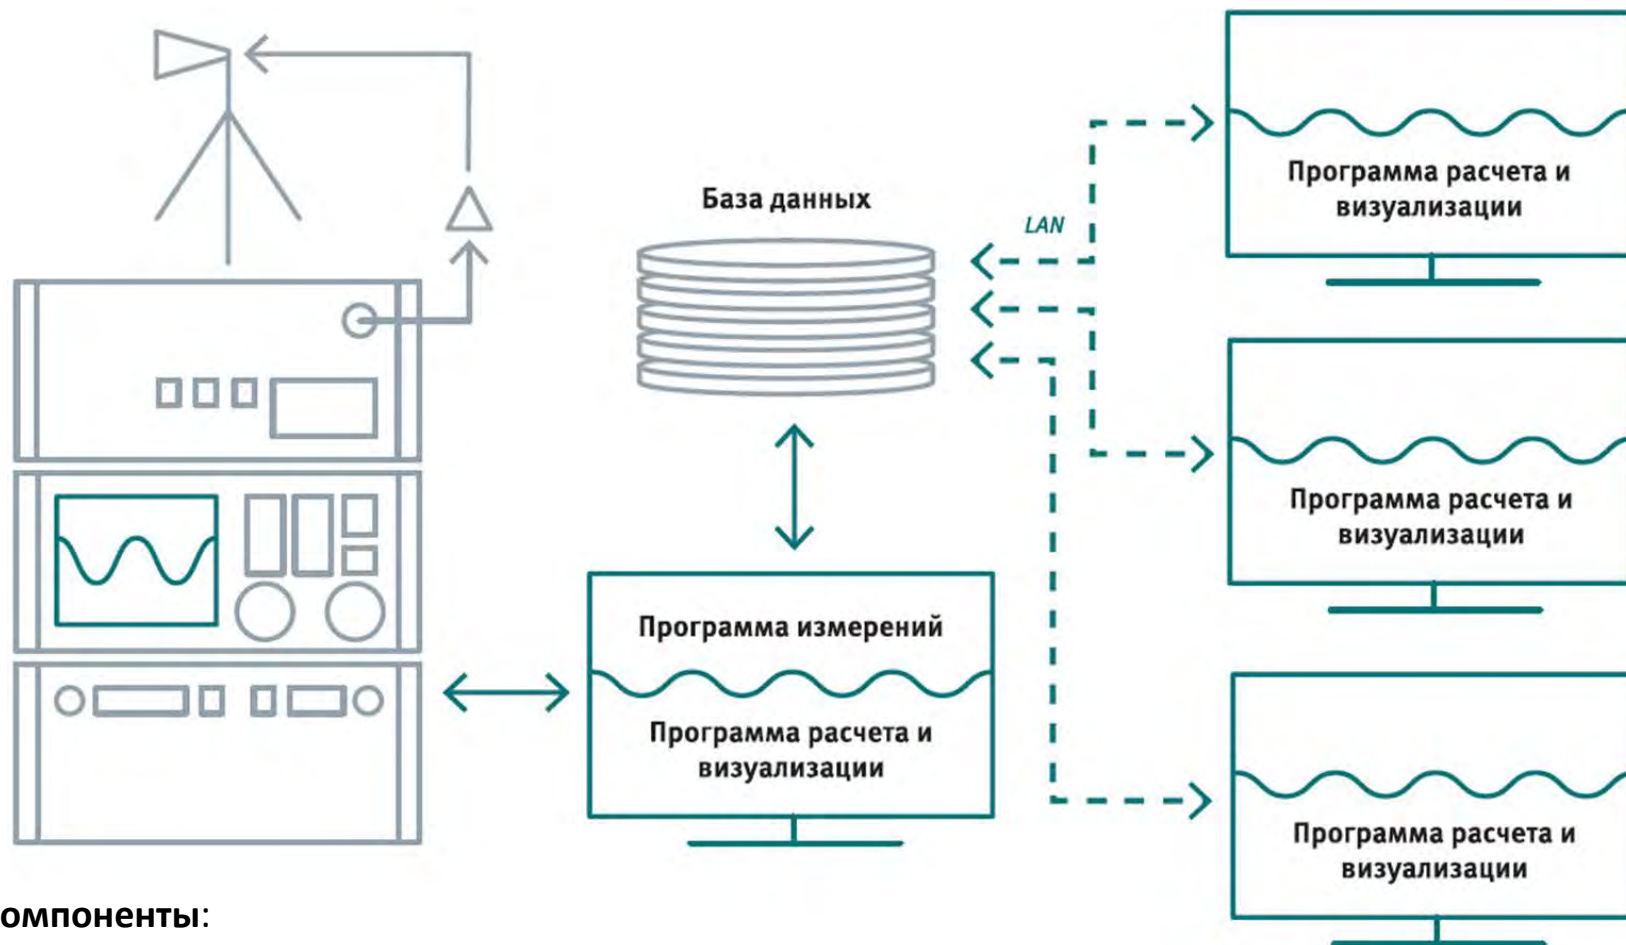 База данных
LAN
Программа расчета и
визуализации
Программа расчета и
визуализации
Программа измерений
Программа расчета и
визуализации
Программа расчета и
визуализации
омпоненты: